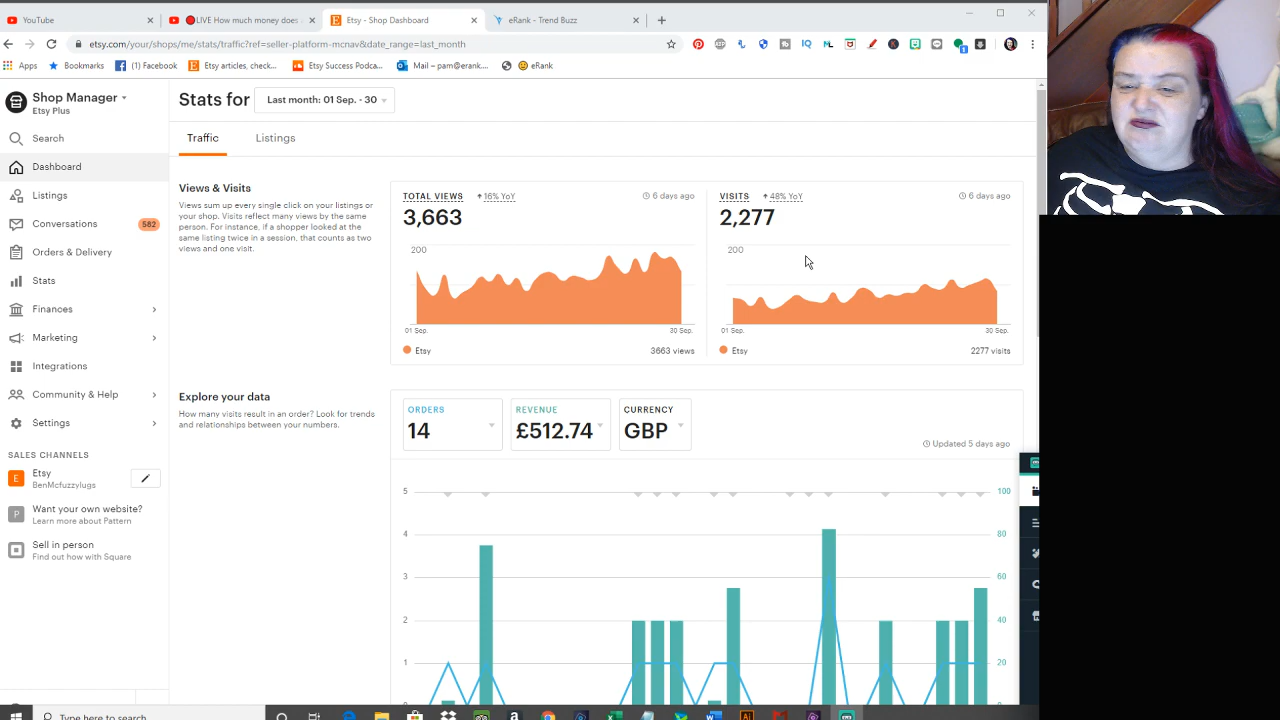 YouTube
LIVE How much money does
Etsy - Shop Dashboard
eRank - Trend Buzz
etsy.com/your/shops/me/stats/traffic?ref=seller-platform-mcnav&date_range=last_month
Apps
Bookmarks
(1) Facebook
Etsy articles, check...
Etsy Success Podca...
Mail – pam@erank....
eRank
Shop Manager
Etsy Plus
Search
Dashboard
Listings
Conversations
582
Orders & Delivery
Stats
Finances
Marketing
Integrations
Community & Help
Settings
SALES CHANNELS
E
Etsy
BenMcfuzzylugs
P
Want your own website?
Learn more about Pattern
Sell in person
Find out how with Square
Stats for
Last month: 01 Sep. - 30
Traffic
Listings
Views & Visits
Views sum up every single click on your listings or
your shop. Visits reflect many views by the same
person. For instance, if a shopper looked at the
same listing twice in a session, that counts as two
views and one visit.
TOTAL VIEWS
16% YoY
6 days ago
3,663
200
01 Sep.
30 Sep.
Etsy
3663 views
VISITS
48% YoY
6 days ago
2,277
200
01 Sep.
30 Sep.
Etsy
2277 visits
Explore your data
How many visits result in an order? Look for trends
and relationships between your numbers.
ORDERS
14
REVENUE
£512.74
CURRENCY
GBP
Updated 5 days ago
5
100
4
80
3
60
2
40
1
20
Type here to search